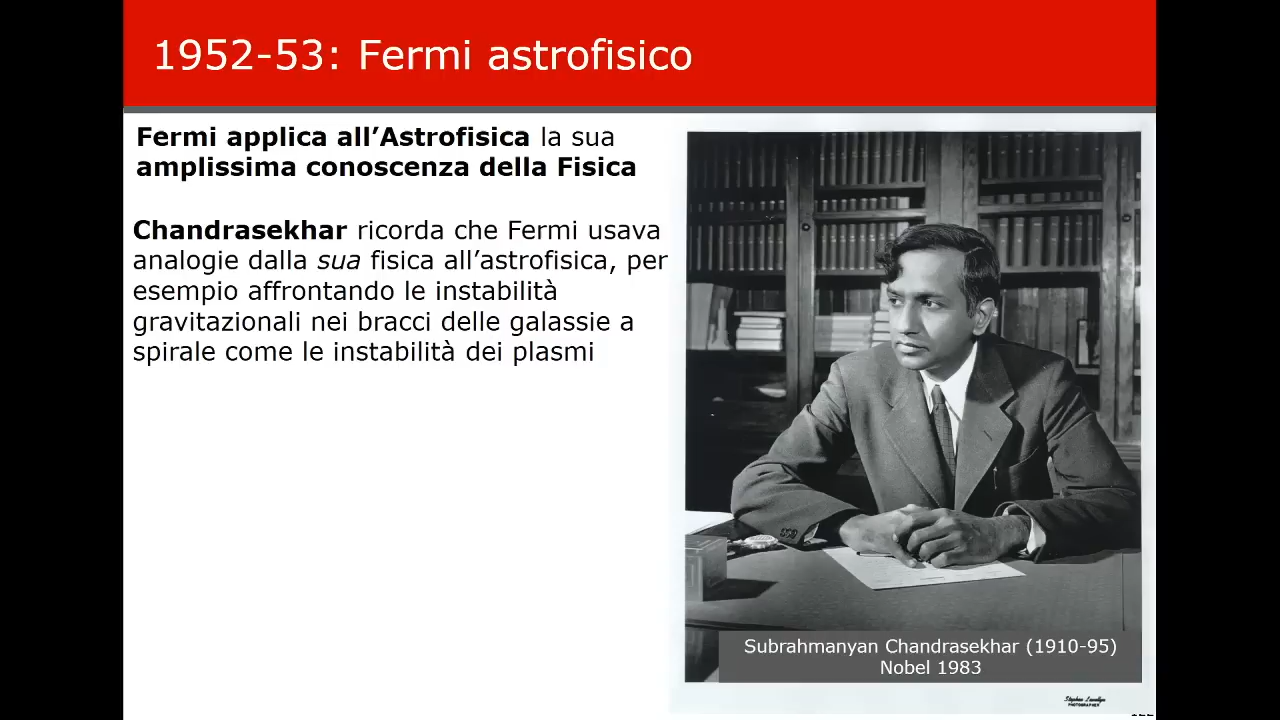 1952-53: Fermi astrofisico
Fermi applica all’Astrofisica la sua
amplissima conoscenza della Fisica
Chandrasekhar ricorda che Fermi usava
analogie dalla sua fisica all’astrofisica, per
esempio affrontando le instabilità
gravitazionali nei bracci delle galassie a
spirale come le instabilità dei plasmi
Subrahmanyan Chandrasekhar (1910-95)
Nobel 1983
PHOTOGRAPHER